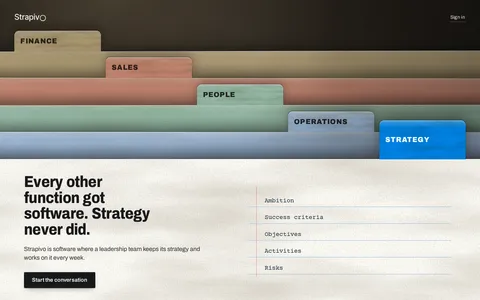 Strapivo
Sign in
FINANCE
SALES
PEOPLE
OPERATIONS
STRATEGY
Every other
function got
software. Strategy
never did.
Strapivo is software where a leadership team keeps its strategy and
works on it every week.
Start the conversation
Ambition
Success criteria
Objectives
Activities
Risks